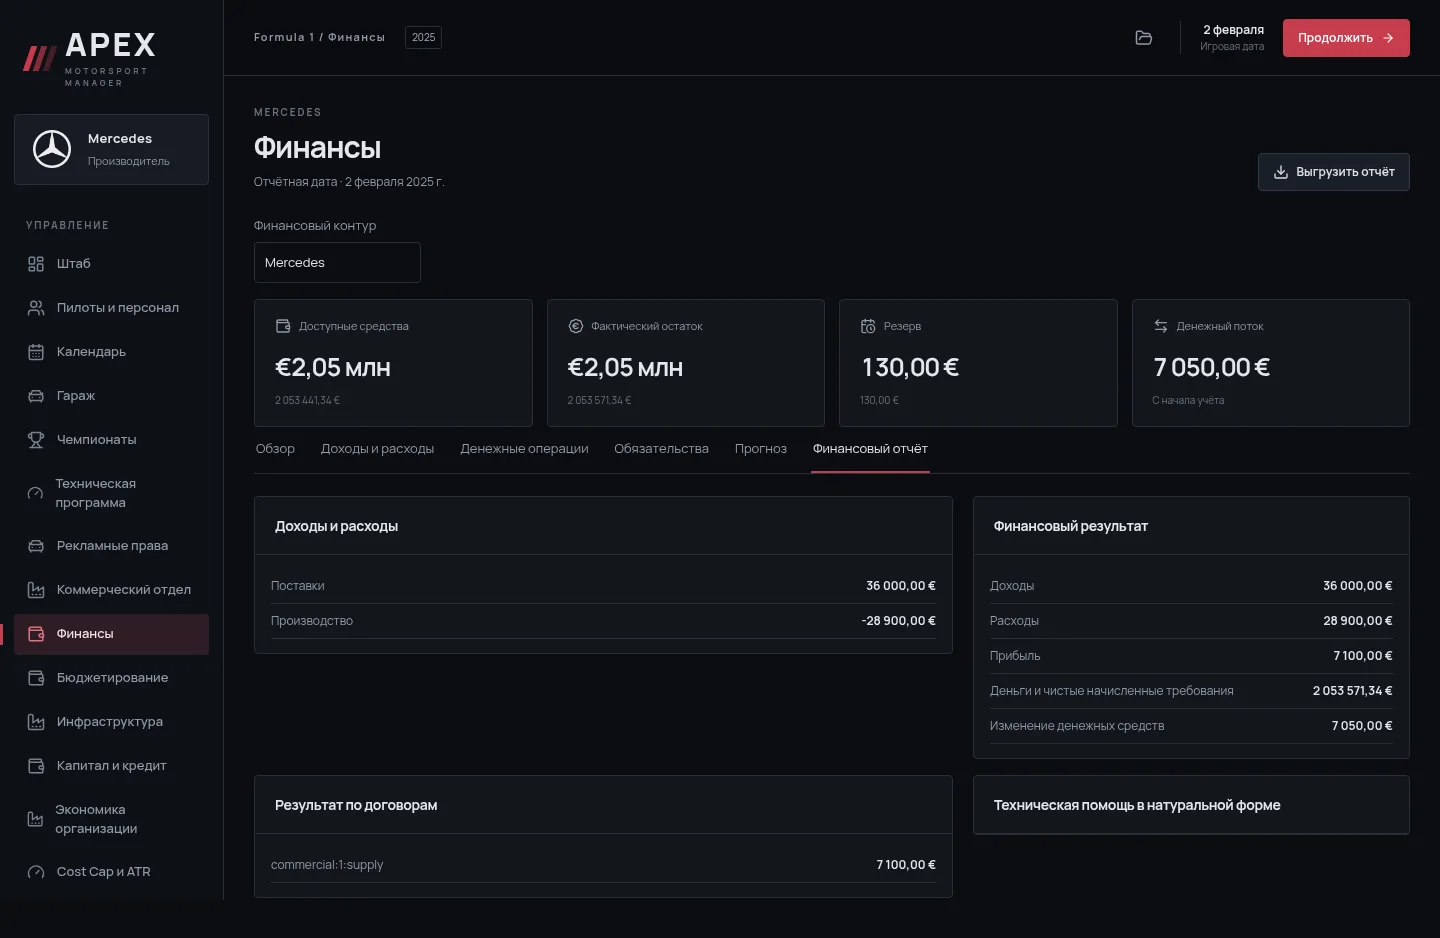 APEX
MOTORSPORT
MANAGER
Mercedes
Производитель
УПРАВЛЕНИЕ
Штаб
Пилоты и персонал
Календарь
Гараж
Чемпионаты
Техническая
программа
Рекламные права
Коммерческий отдел
Финансы
Бюджетирование
Инфраструктура
Капитал и кредит
Экономика
организации
Cost Cap и ATR
Formula 1 / Финансы
2025
2 февраля
Игровая дата
Продолжить
MERCEDES
Финансы
Отчётная дата · 2 февраля 2025 г.
Выгрузить отчёт
Финансовый контур
Mercedes
Доступные средства
€2,05 млн
2 053 441,34 €
Фактический остаток
€2,05 млн
2 053 571,34 €
Резерв
130,00 €
130,00 €
Денежный поток
7 050,00 €
С начала учёта
Обзор
Доходы и расходы
Денежные операции
Обязательства
Прогноз
Финансовый отчёт
Доходы и расходы
Поставки 36 000,00 €
Производство -28 900,00 €
Финансовый результат
Доходы 36 000,00 €
Расходы 28 900,00 €
Прибыль 7 100,00 €
Деньги и чистые начисленные требования 2 053 571,34 €
Изменение денежных средств 7 050,00 €
Результат по договорам
commercial:1:supply 7 100,00 €
Техническая помощь в натуральной форме